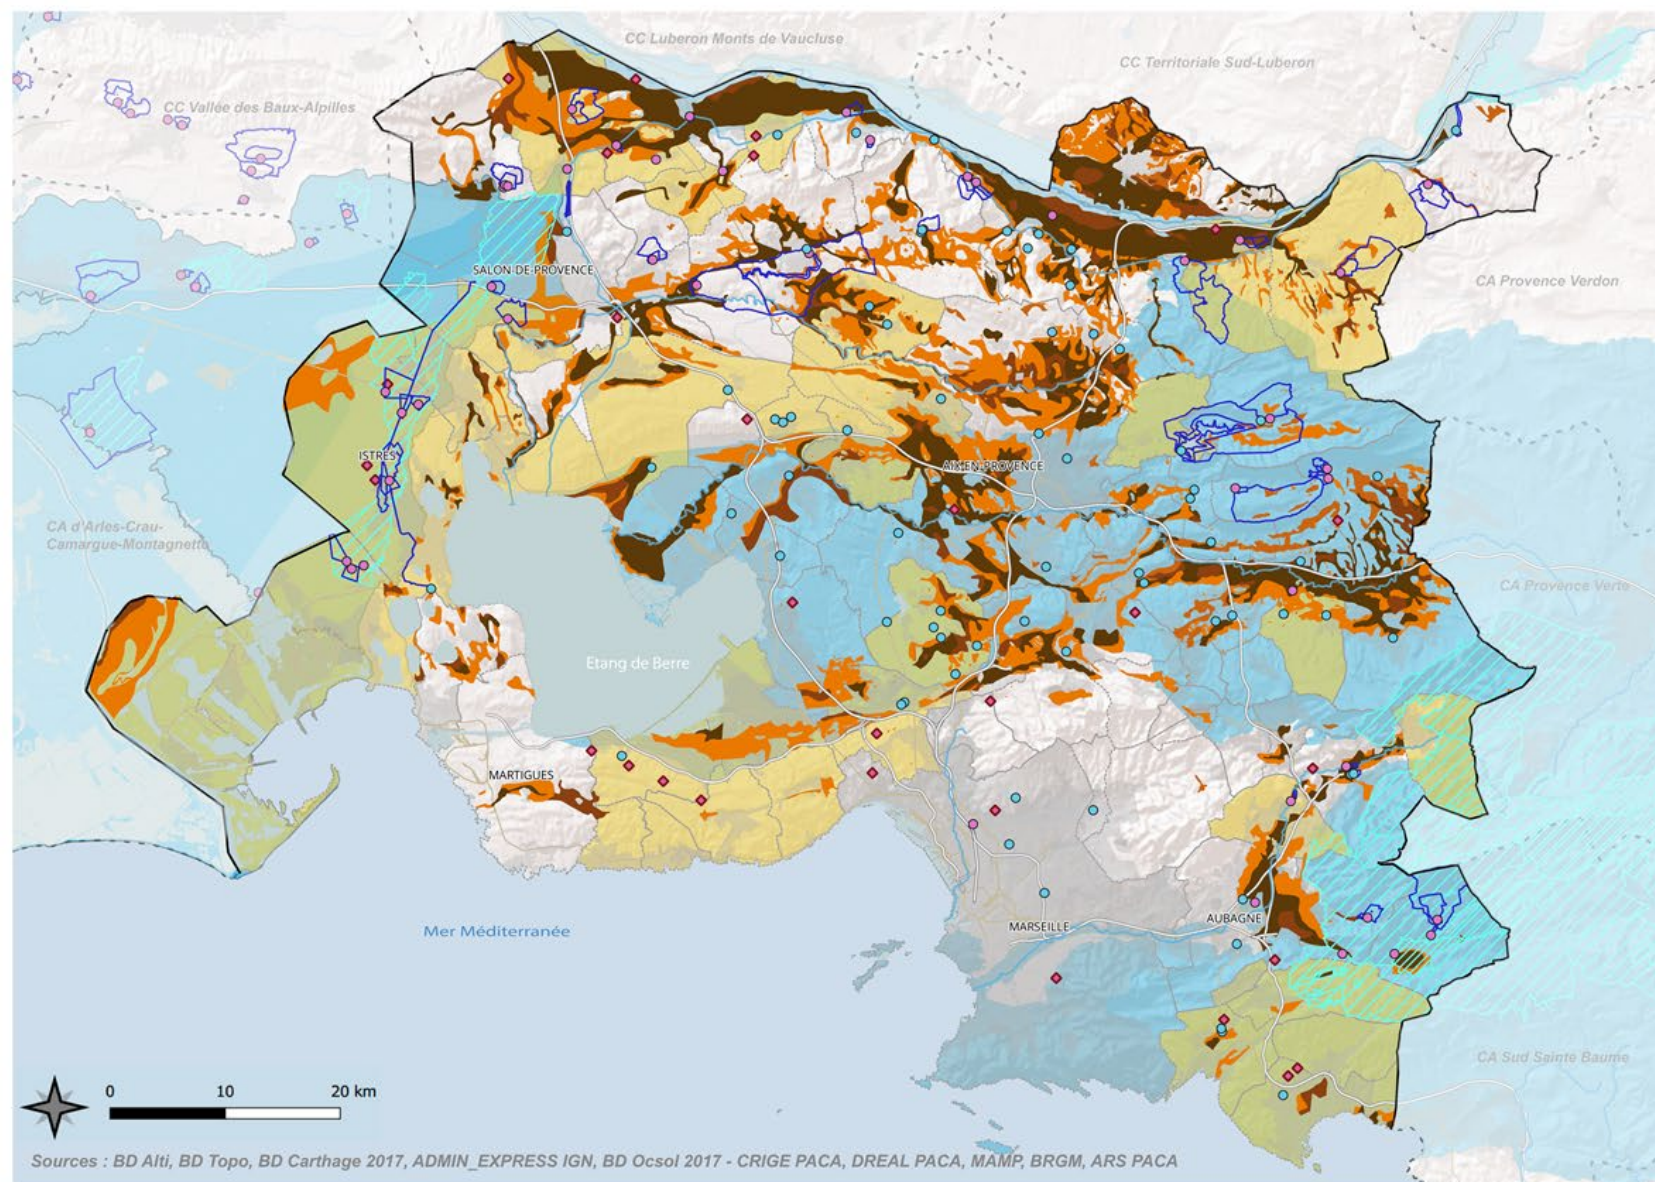 CC Luberon Monts de Vaucluse
CC Territoriale Sud-Luberon
CC Vallée des Baux-Alpilles
SALON-DE-PROVENCE
CA Provence Verdon
ISTRES
AIX-EN-PROVENCE
CA d'Arles-Crau-
Camargue-Montagnette
CA Provence Verte
Etang de Berre
MARTIGUES
AUBAGNE
MARSEILLE
Mer Méditerranée
CA Sud Sainte Baume
0 10 20 km
Sources : BD Alti, BD Topo, BD Carthage 2017, ADMIN_EXPRESS IGN, BD Ocsol 2017 - CRIGE PACA, DREAL PACA, MAMP, BRGM, ARS PACA